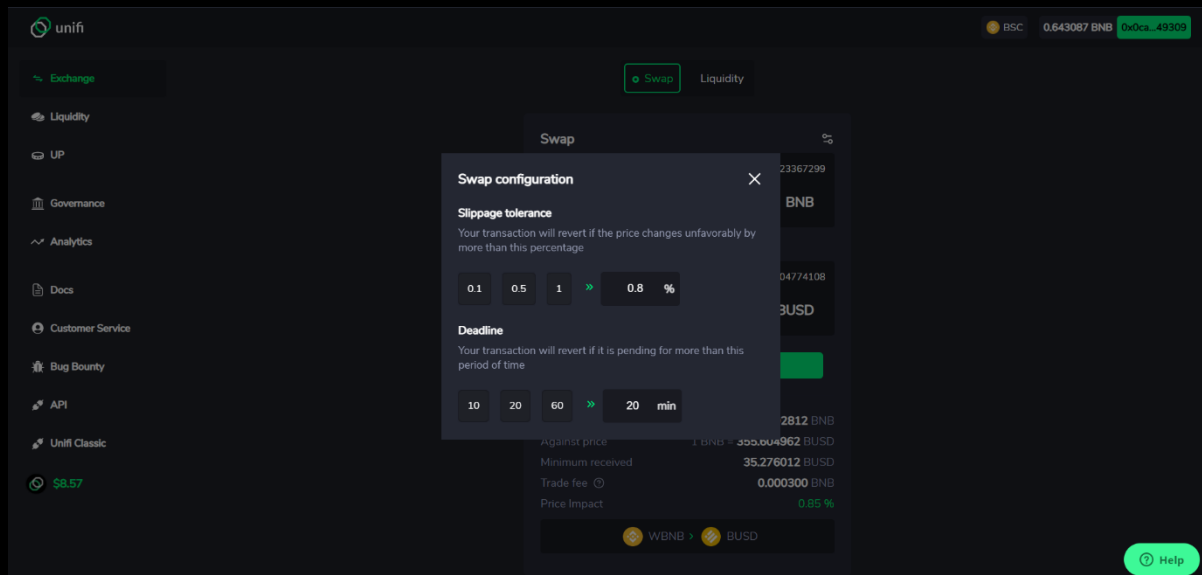 unifi
BSC
0.643087 BNB
0x0ca...49309
Exchange
Liquidity
UP
Governance
Analytics
Docs
Customer Service
Bug Bounty
API
Unifi Classic
$8.57
Swap
Liquidity
Swap
23367299
BNB
04774108
BUSD
Swap configuration
Slippage tolerance
Your transaction will revert if the price changes unfavorably by
more than this percentage
0.1 0.5 1 » 0.8 %
Deadline
Your transaction will revert if it is pending for more than this
period of time
10 20 60 » 20 min
2812 BNB
Against price 1 BNB = 355.604962 BUSD
Minimum received 35.276012 BUSD
Trade fee 0.000300 BNB
Price Impact 0.85 %
WBNB > BUSD
Help